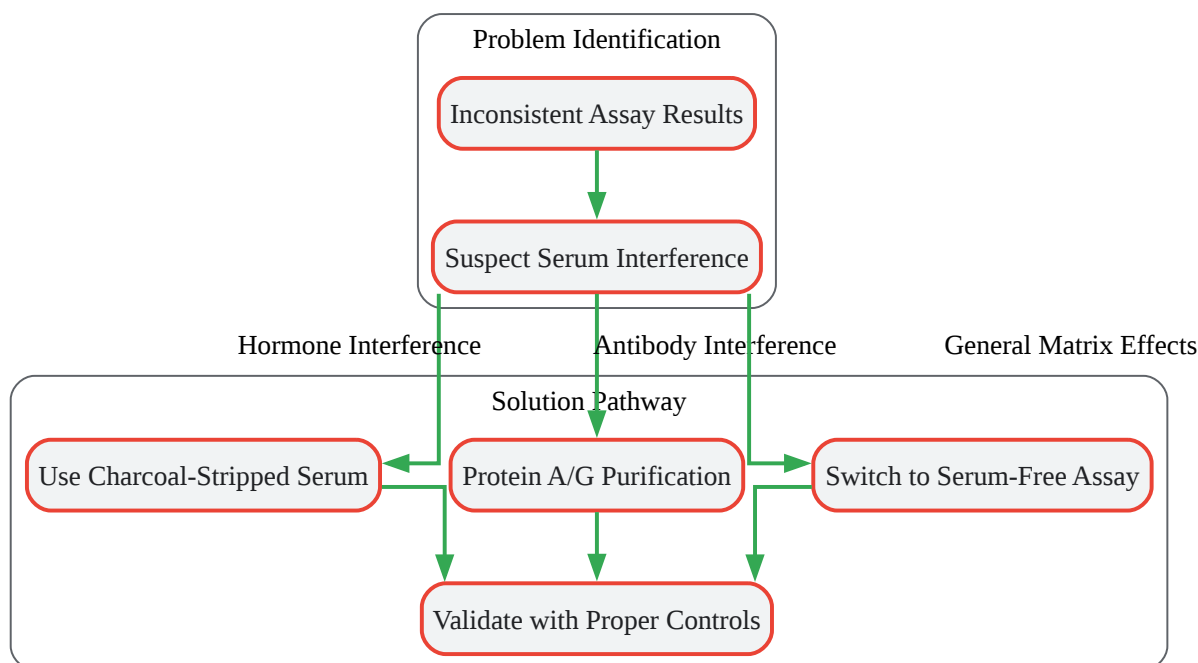 Problem Identification
Inconsistent Assay Results
Suspect Serum Interference
Hormone Interference
Antibody Interference
General Matrix Effects
Solution Pathway
Use Charcoal-Stripped Serum
Protein A/G Purification
Switch to Serum-Free Assay
Validate with Proper Controls